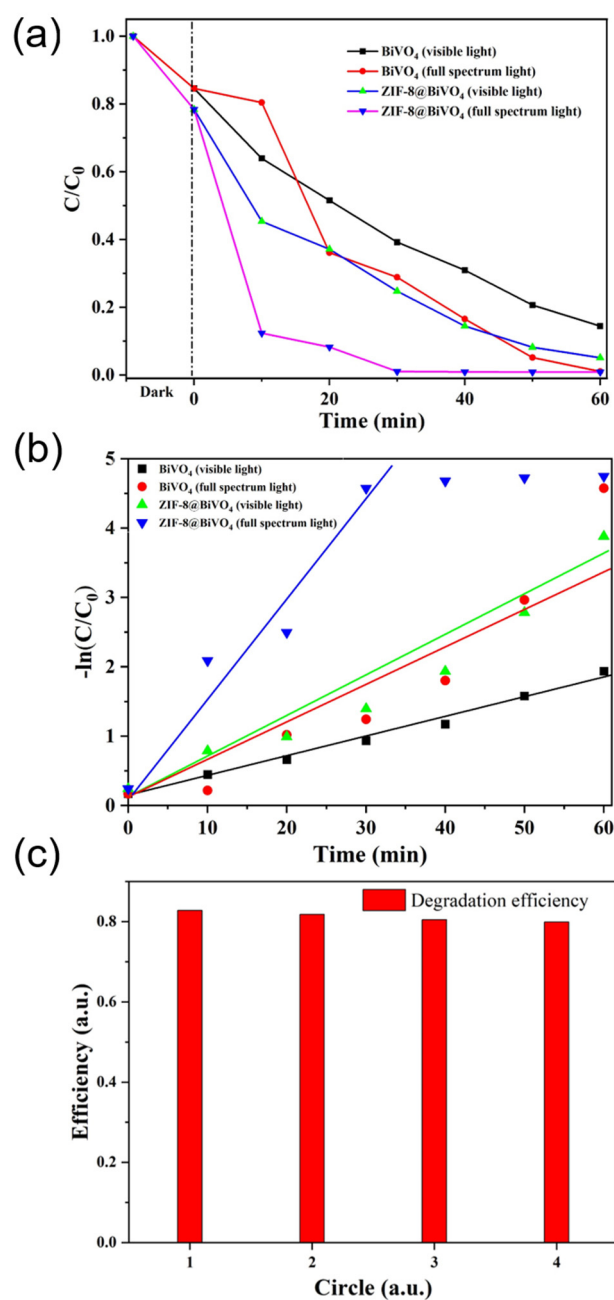 (a)
1.0
0.8
0.6
0.4
0.2
0.0
C/C₀
BiVO₄ (visible light)
BiVO₄ (full spectrum light)
ZIF-8@BiVO₄ (visible light)
ZIF-8@BiVO₄ (full spectrum light)
Dark 0 20 40 60
Time (min)
(b)
5
4
3
2
1
0
-ln(C/C₀)
BiVO₄ (visible light)
BiVO₄ (full spectrum light)
ZIF-8@BiVO₄ (visible light)
ZIF-8@BiVO₄ (full spectrum light)
0 10 20 30 40 50 60
Time (min)
(c)
0.8
0.6
0.4
0.2
0.0
Efficiency (a.u.)
Degradation efficiency
1 2 3 4
Circle (a.u.)